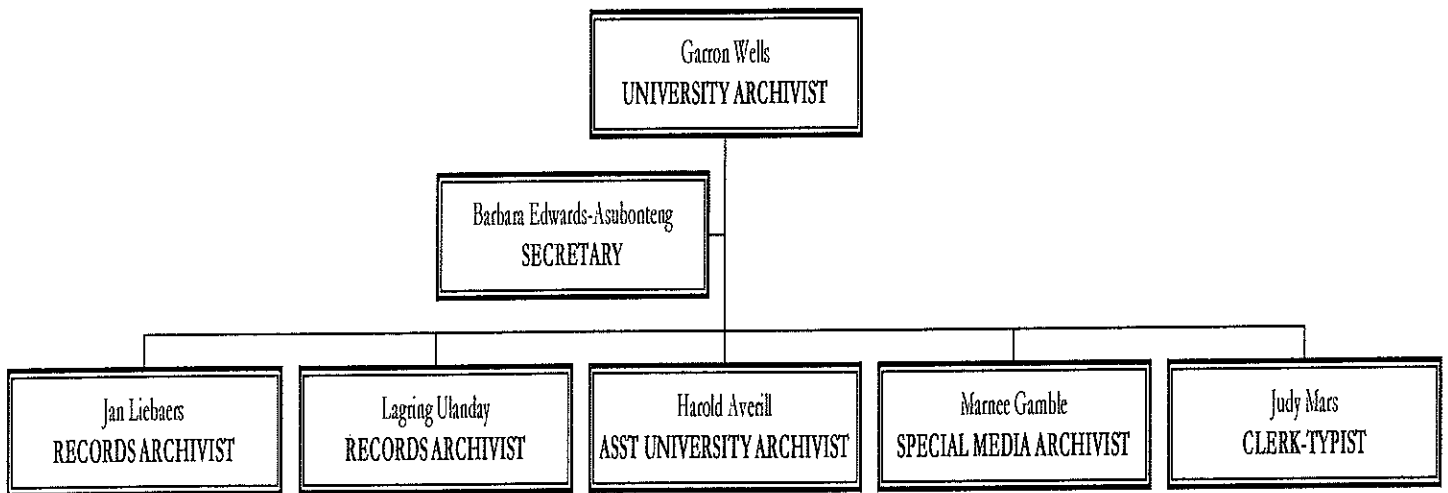 Garron Wells
UNIVERSITY ARCHIVIST
Barbara Edwards-Asubonteng
SECRETARY
Jan Liebaers
RECORDS ARCHIVIST
Lagring Ulanday
RECORDS ARCHIVIST
Harold Averill
ASST UNIVERSITY ARCHIVIST
Marnee Gamble
SPECIAL MEDIA ARCHIVIST
Judy Mars
CLERK-TYPIST